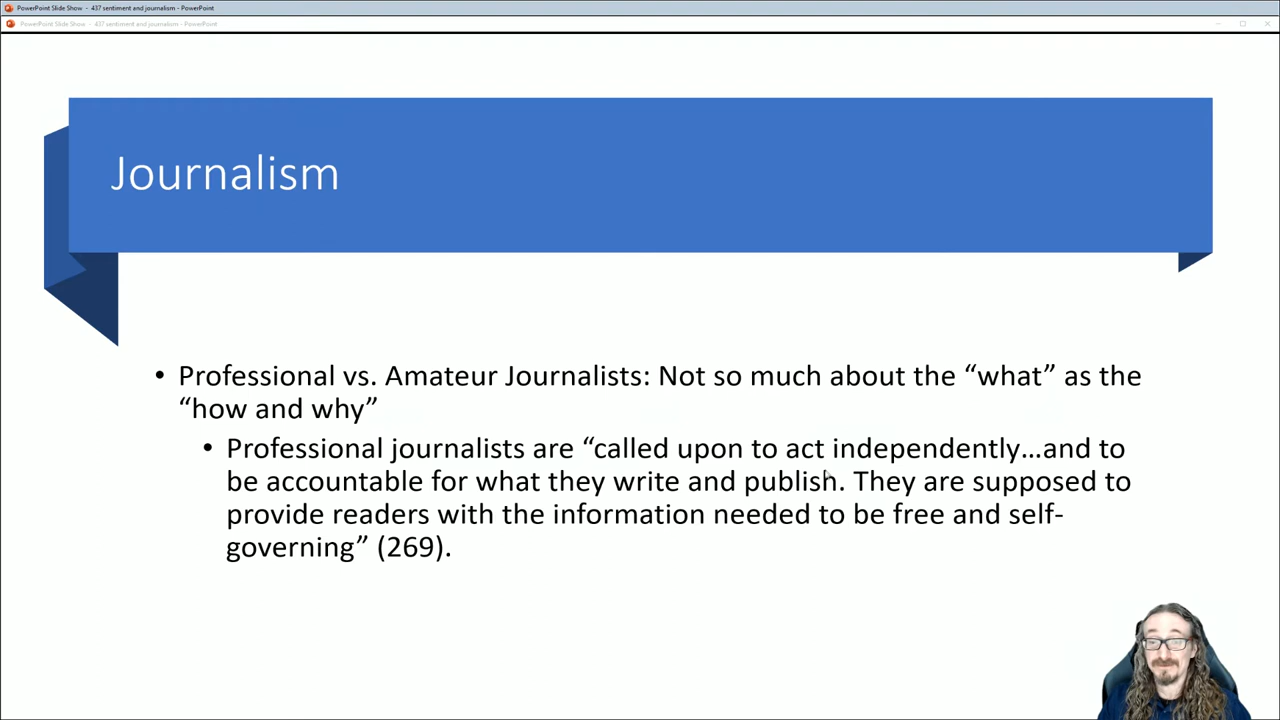 PowerPoint Slide Show - 437 sentiment and journalism - PowerPoint
PowerPoint Slide Show - 437 sentiment and journalism - PowerPoint
Journalism
• Professional vs. Amateur Journalists: Not so much about the “what” as the
“how and why”
• Professional journalists are “called upon to act independently…and to
be accountable for what they write and publish. They are supposed to
provide readers with the information needed to be free and self-
governing” (269).